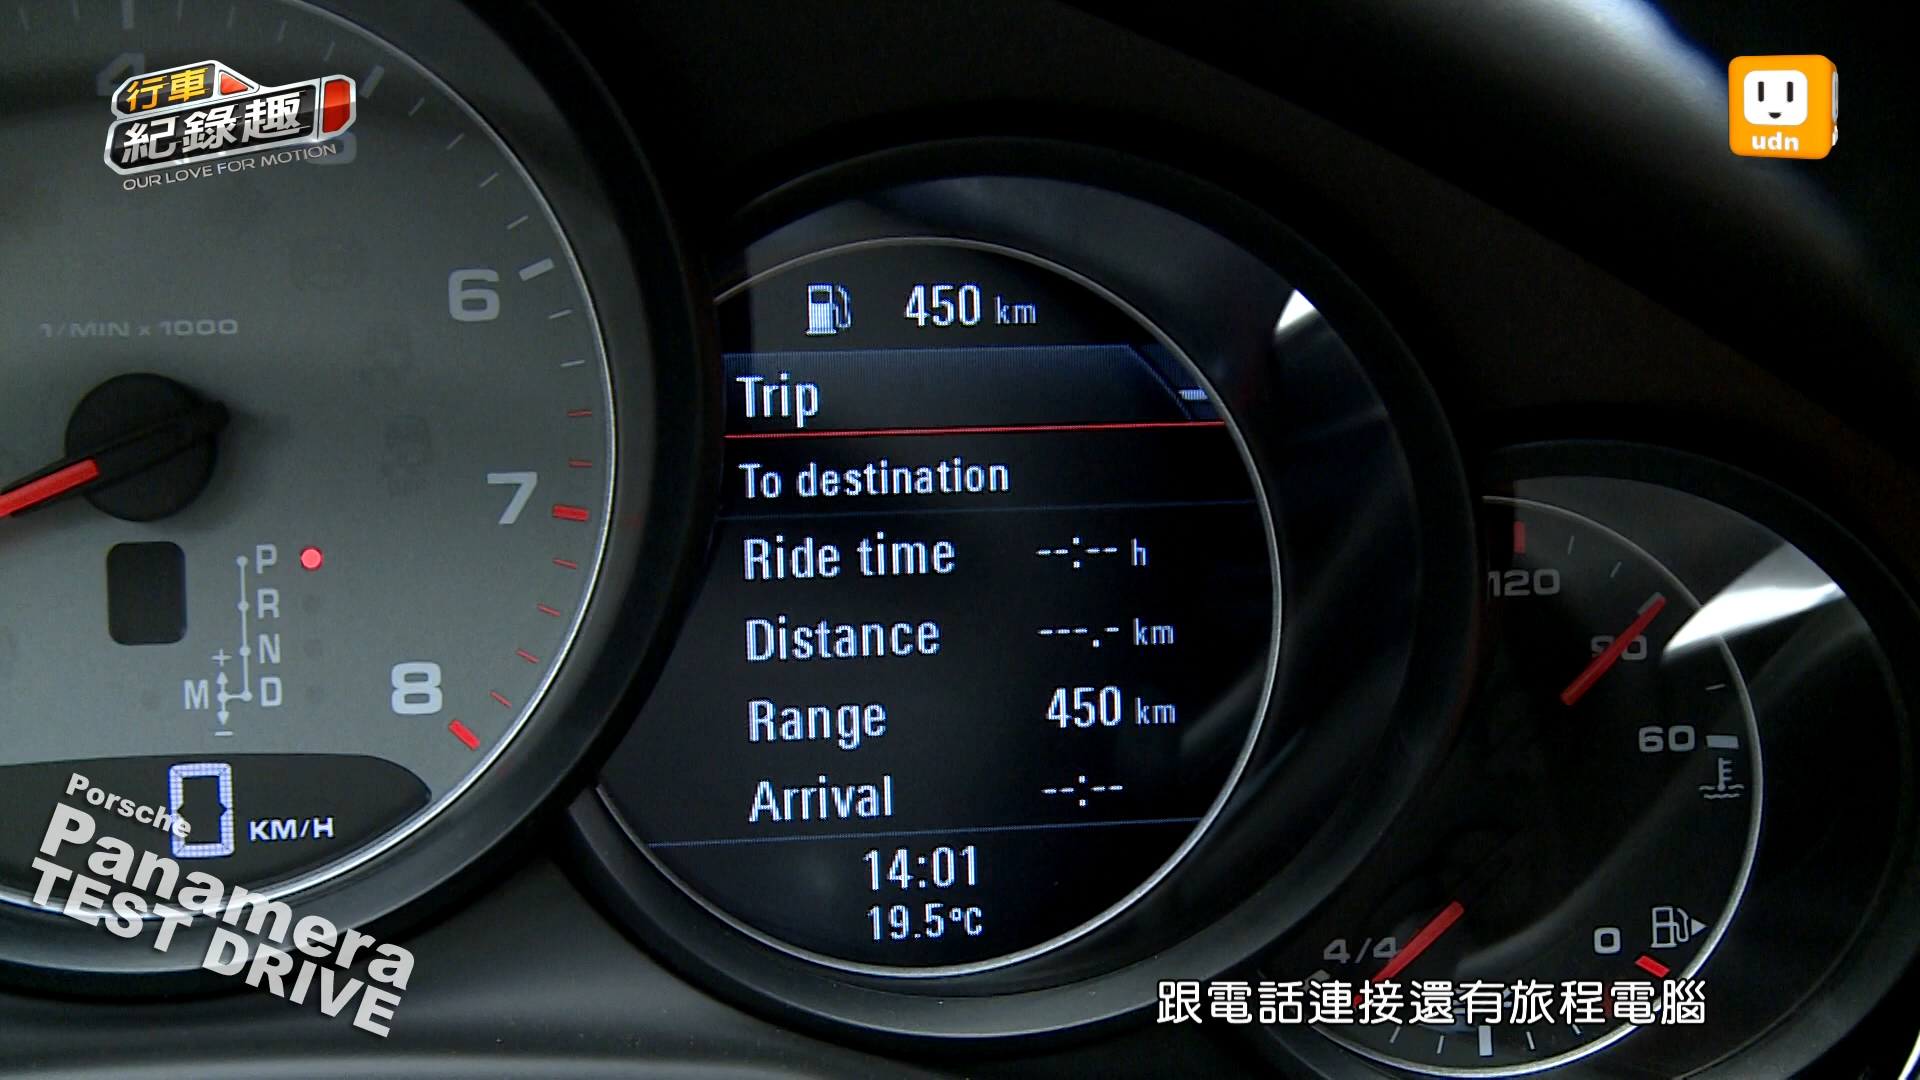 行車
紀錄趣
OUR LOVE FOR MOTION
udn
6
1/MIN x 1000
7
8
P
R
N
D
M
+
−
0 KM/H
450 km
Trip
To destination
Ride time --:-- h
Distance ---.- km
Range 450 km
Arrival --:--
14:01
19.5°C
120
90
60
4/4
0
Porsche
Panamera
TEST DRIVE
跟電話連接還有旅程電腦